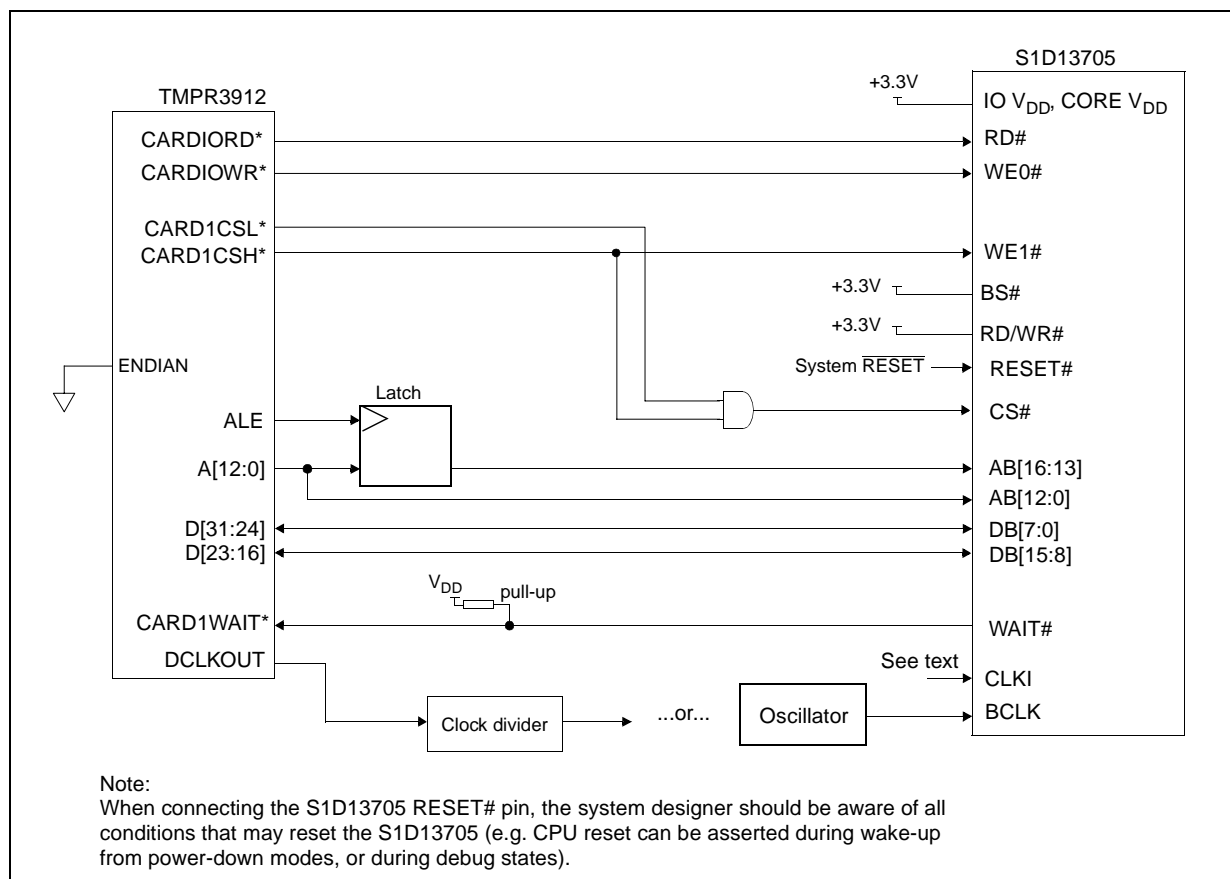 S1D13705
+3.3V
IO VDD, CORE VDD
TMPR3912
CARDIORD*
RD#
CARDIOWR*
WE0#
CARD1CSL*
CARD1CSH*
WE1#
+3.3V
BS#
+3.3V
RD/WR#
ENDIAN
System RESET
RESET#
Latch
ALE
CS#
A[12:0]
AB[16:13]
AB[12:0]
D[31:24]
DB[7:0]
D[23:16]
DB[15:8]
VDD
pull-up
CARD1WAIT*
WAIT#
DCLKOUT
See text
CLKI
Clock divider
...or...
Oscillator
BCLK
Note:
When connecting the S1D13705 RESET# pin, the system designer should be aware of all
conditions that may reset the S1D13705 (e.g. CPU reset can be asserted during wake-up
from power-down modes, or during debug states).